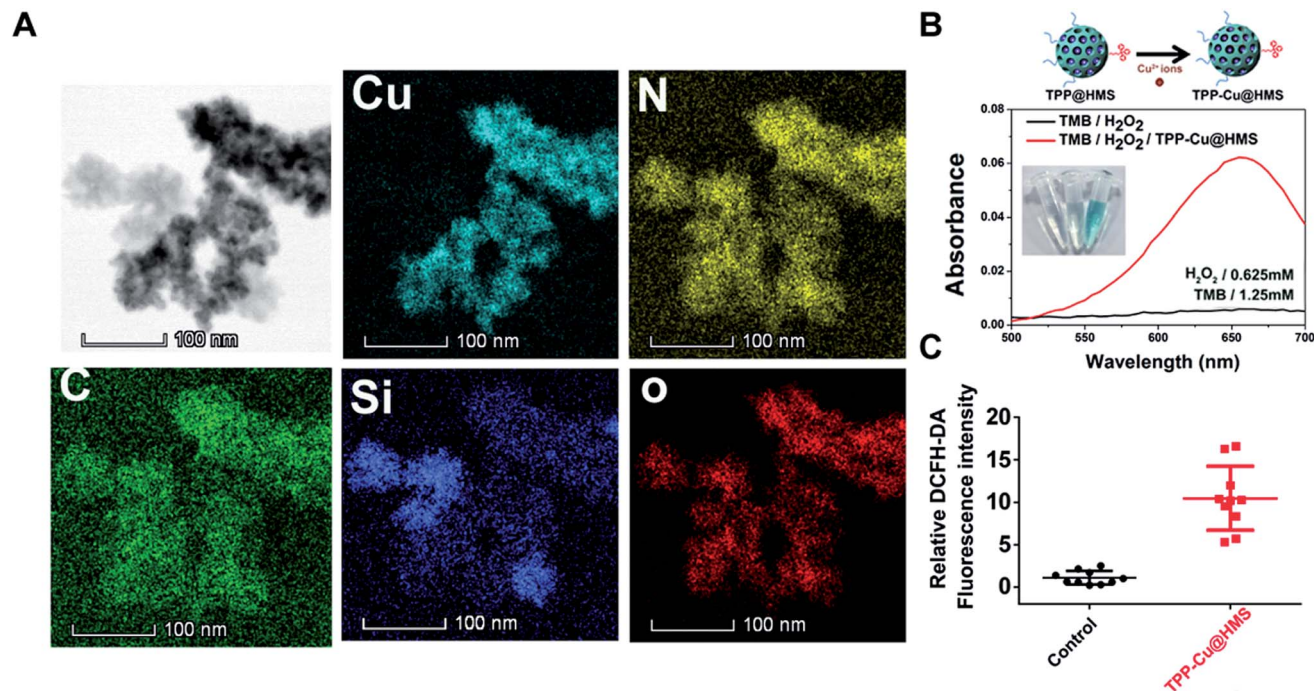 A
Cu
N
100 nm
100 nm
100 nm
C
Si
O
100 nm
100 nm
100 nm
B
Cu²⁺ ions
TPP@HMS
TPP-Cu@HMS
TMB / H₂O₂
TMB / H₂O₂ / TPP-Cu@HMS
0.08
0.06
0.04
0.02
0.00
Absorbance
H₂O₂ / 0.625mM
TMB / 1.25mM
500
550
600
650
700
Wavelength (nm)
C
Relative DCFH-DA
Fluorescence intensity
20
15
10
5
0
Control
TPP-Cu@HMS